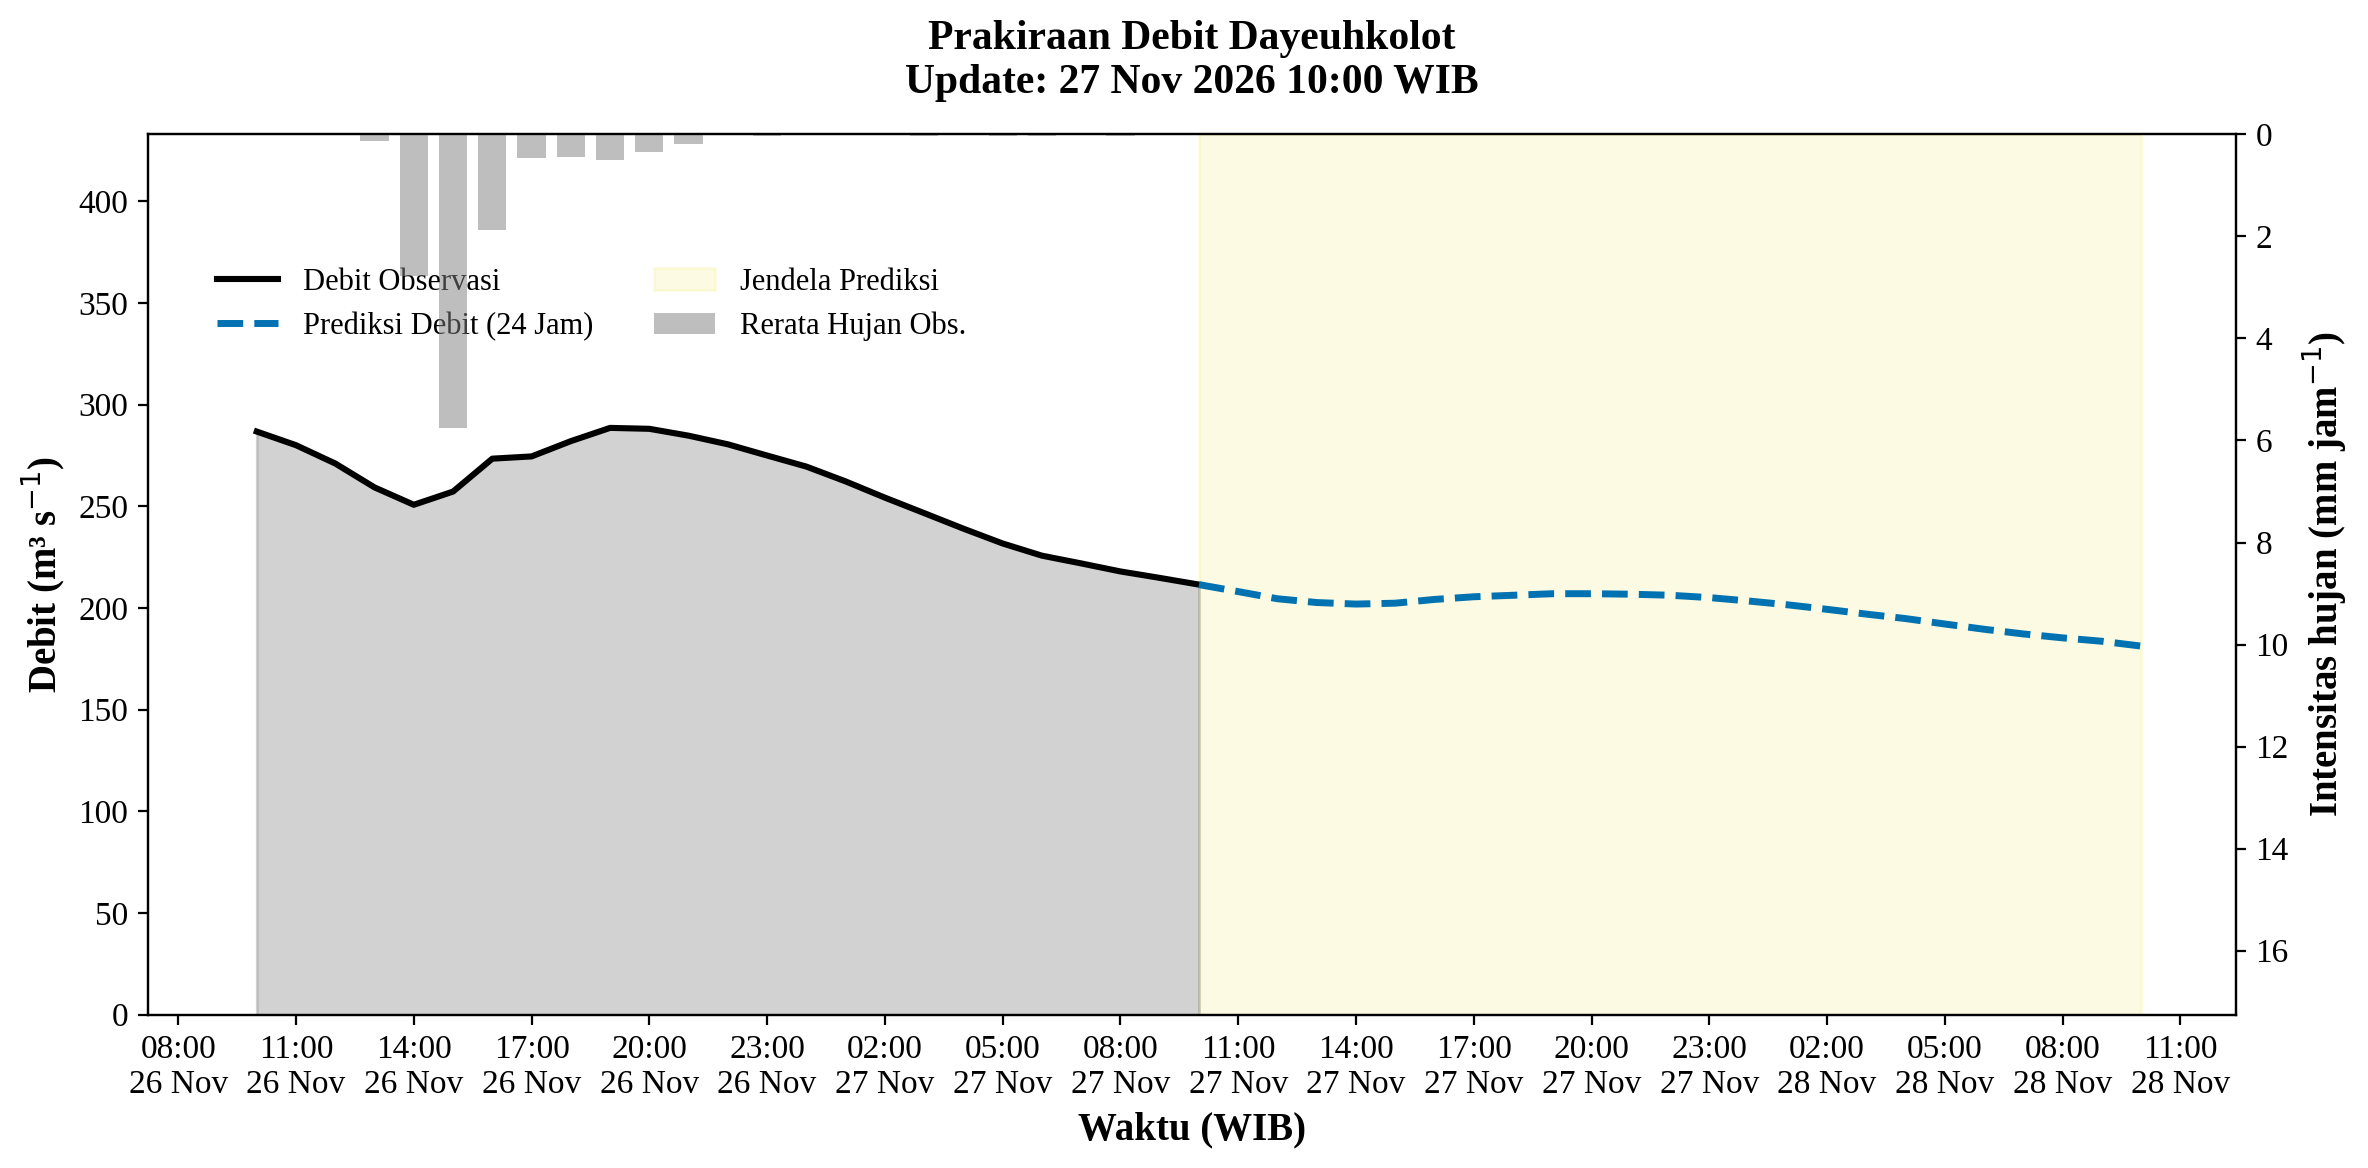 Prakiraan Debit Dayeuhkolot
Update: 27 Nov 2026 10:00 WIB
Debit (m³ s⁻¹)
400
350
300
250
200
150
100
50
0
Debit Observasi
Prediksi Debit (24 Jam)
Jendela Prediksi
Rerata Hujan Obs.
0
2
4
6
8
10
12
14
16
Intensitas hujan (mm jam⁻¹)
08:00 11:00 14:00 17:00 20:00 23:00 02:00 05:00 08:00 11:00 14:00 17:00 20:00 23:00 02:00 05:00 08:00 11:00
26 Nov 26 Nov 26 Nov 26 Nov 26 Nov 26 Nov 27 Nov 27 Nov 27 Nov 27 Nov 27 Nov 27 Nov 27 Nov 27 Nov 28 Nov 28 Nov 28 Nov 28 Nov
Waktu (WIB)